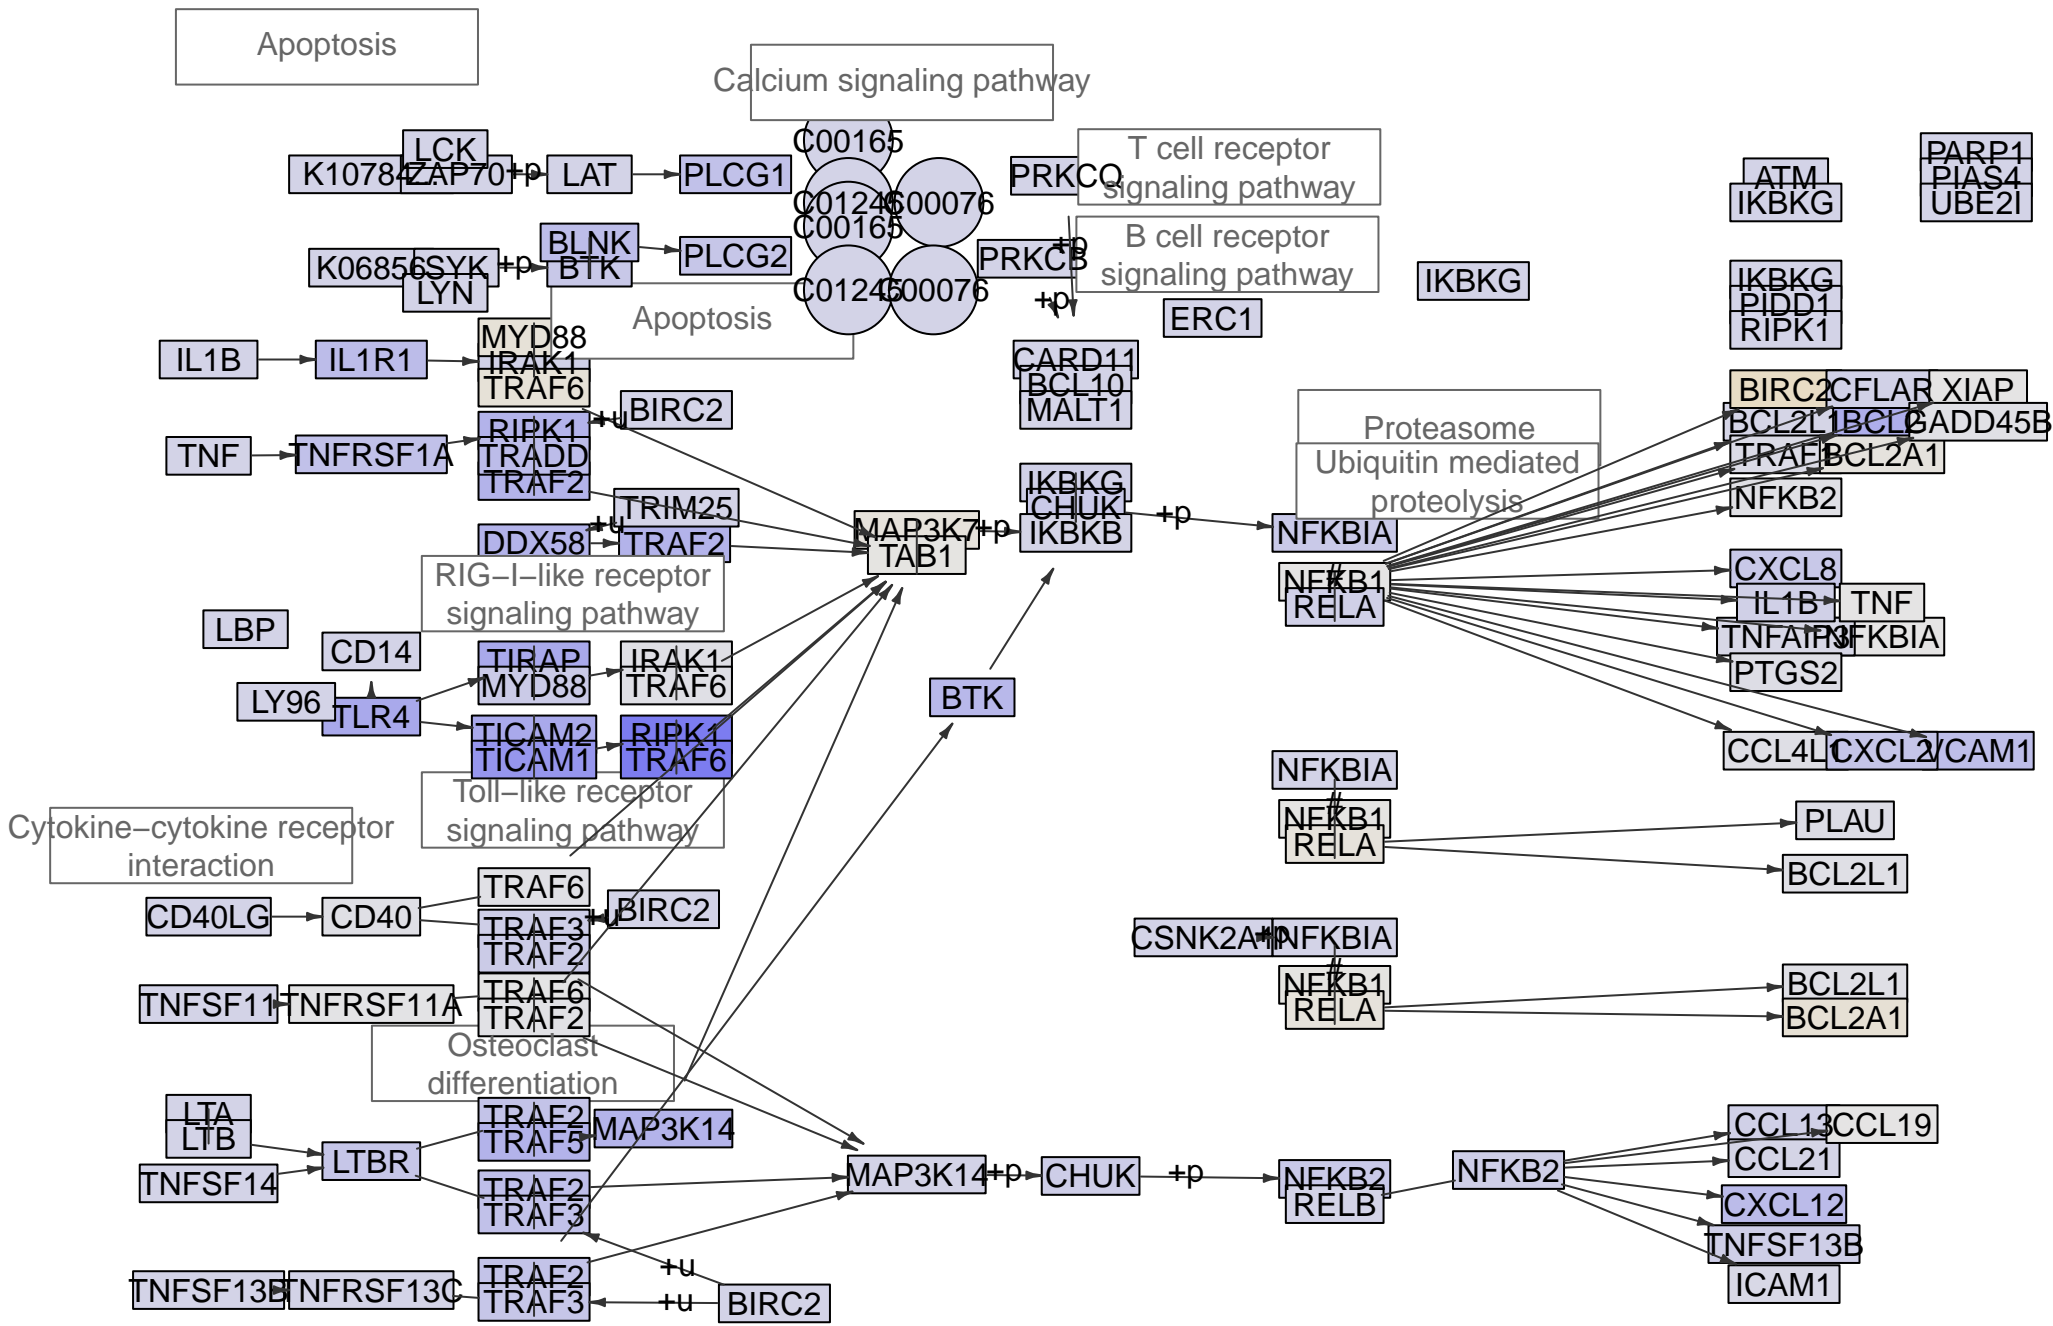 Apoptosis
Calcium signaling pathway
T cell receptor
signaling pathway
B cell receptor
signaling pathway
LCK
ZAP70
+p
LAT
PLCG1
C00165
C00076
C00165
C00076
PRKCQ
PRKCB
+p
+p
BLNK
BTK
PLCG2
K06856
SYK
+p
LYN
ATM
IKBKG
PARP1
PIAS4
UBE2I
IKBKG
IKBKG
PIDD1
RIPK1
ERC1
Apoptosis
MYD88
IRAK1
TRAF6
IL1B
IL1R1
CARD11
BCL10
MALT1
TNF
TNFRSF1A
RIPK1
TRADD
TRAF2
+u
BIRC2
Proteasome
Ubiquitin mediated
proteolysis
BIRC2
CFLAR
XIAP
BCL2L1
BCL2
GADD45B
TRAF1
BCL2A1
NFKB2
TRIM25
+u
DDX58
TRAF2
MAP3K7
TAB1
+p
IKBKG
CHUK
IKBKB
+p
NFKBIA
NFKB1
RELA
CXCL8
IL1B
TNF
TNFAIP3
NFKBIA
PTGS2
CCL4L1
CXCL2
VCAM1
RIG−I−like receptor
signaling pathway
LBP
CD14
LY96
TLR4
TIRAP
MYD88
IRAK1
TRAF6
TICAM2
TICAM1
RIPK1
TRAF6
BTK
Toll−like receptor
signaling pathway
Cytokine−cytokine receptor
interaction
NFKBIA
NFKB1
RELA
PLAU
BCL2L1
CD40LG
CD40
TRAF6
TRAF3
TRAF2
+u
BIRC2
+p
NFKBIA
NFKB1
RELA
BCL2L1
BCL2A1
TNFSF11
TNFRSF11A
TRAF6
TRAF2
Osteoclast
differentiation
LTA
LTB
TNFSF14
LTBR
TRAF2
TRAF5
MAP3K14
TRAF2
TRAF3
MAP3K14
+p
CHUK
+p
NFKB2
RELB
NFKB2
CCL13
CCL19
CCL21
CXCL12
TNFSF13B
ICAM1
TNFSF13B
TNFRSF13C
TRAF2
TRAF3
+u
+u
BIRC2